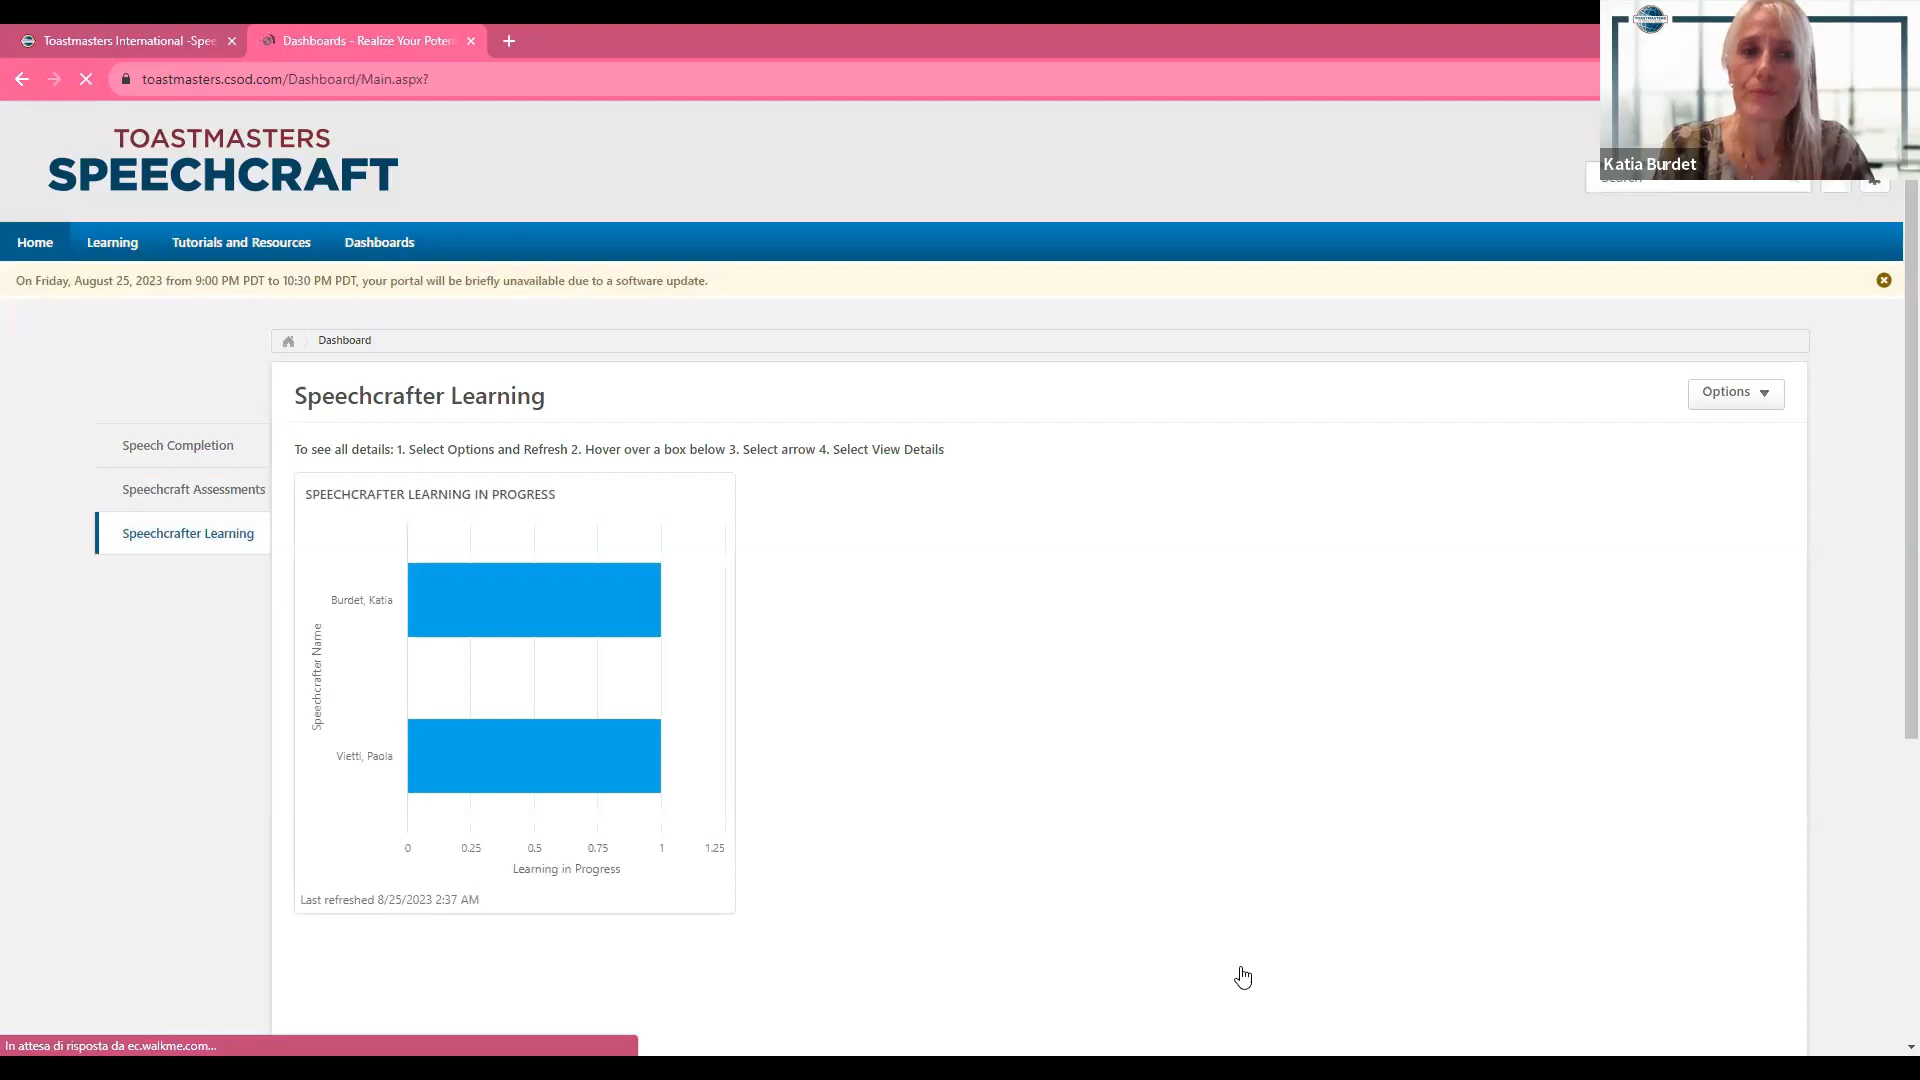 Toastmasters International -Spee
Dashboards - Realize Your Poten
toastmasters.csod.com/Dashboard/Main.aspx?
TOASTMASTERS
SPEECHCRAFT
TOASTMASTERS
Katia Burdet
Search
Home
Learning
Tutorials and Resources
Dashboards
On Friday, August 25, 2023 from 9:00 PM PDT to 10:30 PM PDT, your portal will be briefly unavailable due to a software update.
Dashboard
Speechcrafter Learning
Options
Speech Completion
Speechcraft Assessments
Speechcrafter Learning
To see all details: 1. Select Options and Refresh 2. Hover over a box below 3. Select arrow 4. Select View Details
SPEECHCRAFTER LEARNING IN PROGRESS
Speechcrafter Name
Burdet, Katia
Vietti, Paola
0 0.25 0.5 0.75 1 1.25
Learning in Progress
Last refreshed 8/25/2023 2:37 AM
In attesa di risposta da ec.walkme.com...